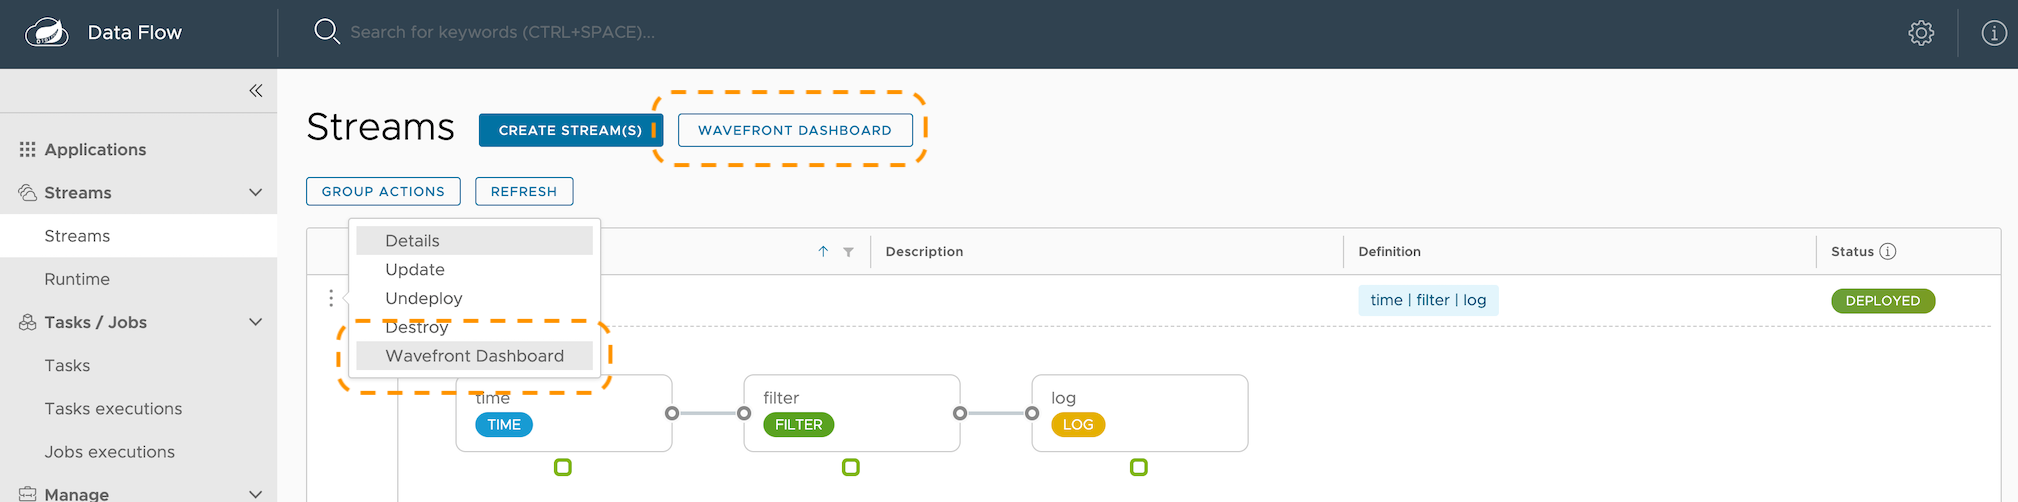 Data Flow
Search for keywords (CTRL+SPACE)...
Applications
Streams
Streams
Runtime
Tasks / Jobs
Tasks
Tasks executions
Jobs executions
Manage
Streams
CREATE STREAM(S)
WAVEFRONT DASHBOARD
GROUP ACTIONS
REFRESH
Description
Definition
Status
Details
Update
Undeploy
Destroy
Wavefront Dashboard
time | filter | log
DEPLOYED
time
TIME
filter
FILTER
log
LOG